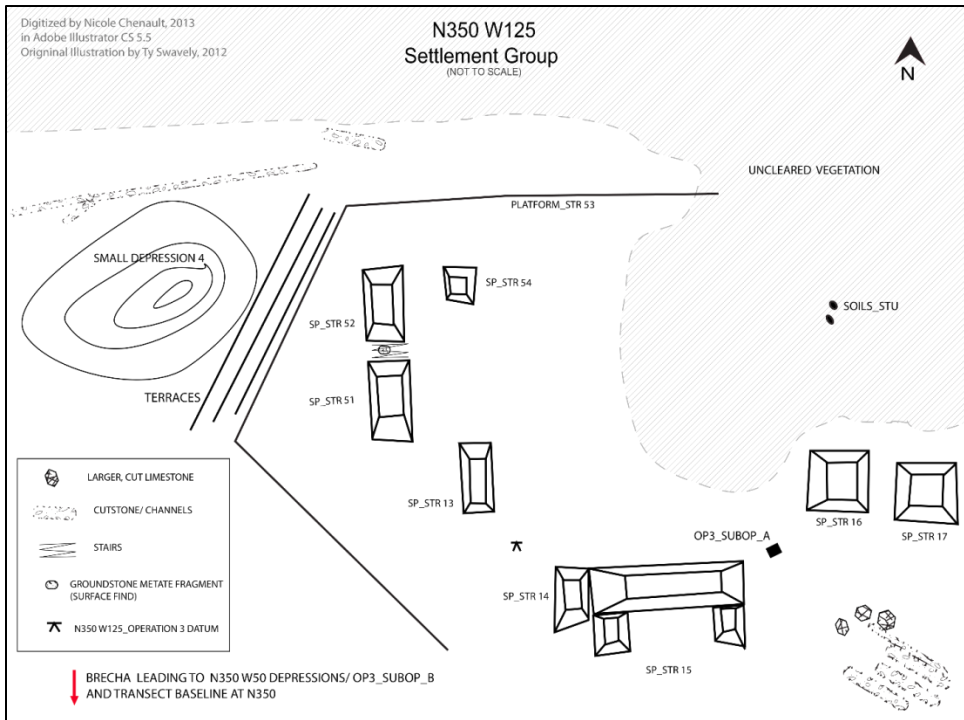 Digitized by Nicole Chenault, 2013
in Adobe Illustrator CS 5.5
Origninal Illustration by Ty Swavely, 2012
N350 W125
Settlement Group
(NOT TO SCALE)
N
UNCLEARED VEGETATION
PLATFORM_STR 53
SMALL DEPRESSION 4
SP_STR 54
SOILS_STU
SP_STR 52
TERRACES
SP_STR 51
SP_STR 13
SP_STR 16
SP_STR 17
OP3_SUBOP_A
SP_STR 14
SP_STR 15
LARGER, CUT LIMESTONE
CUTSTONE/ CHANNELS
STAIRS
GROUNDSTONE METATE FRAGMENT
(SURFACE FIND)
N350 W125_OPERATION 3 DATUM
BRECHA LEADING TO N350 W50 DEPRESSIONS/ OP3_SUBOP_B
AND TRANSECT BASELINE AT N350